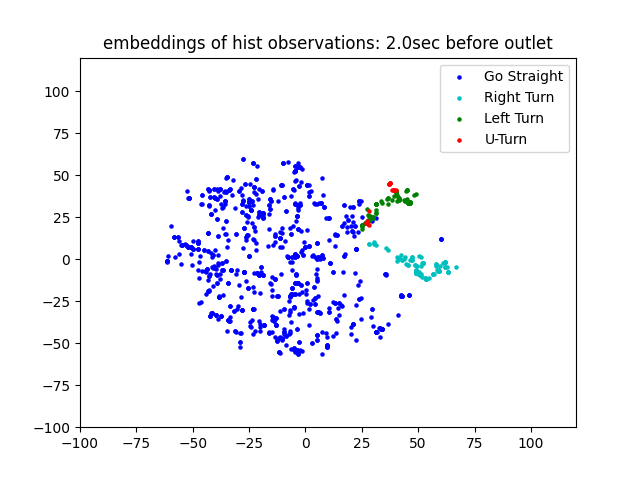 embeddings of hist observations: 2.0sec before outlet
Go Straight
Right Turn
Left Turn
U-Turn
100
75
50
25
0
−25
−50
−75
−100
−100 −75 −50 −25 0 25 50 75 100